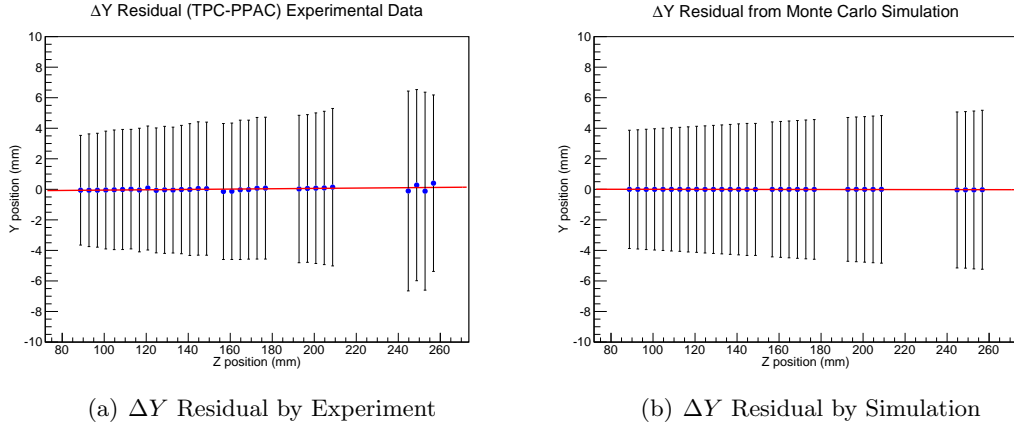 ΔY Residual (TPC-PPAC) Experimental Data
10
8
6
4
2
0
-2
-4
-6
-8
-10
Y position (mm)
80 100 120 140 160 180 200 220 240 260
Z position (mm)
(a) ΔY Residual by Experiment
ΔY Residual from Monte Carlo Simulation
10
8
6
4
2
0
-2
-4
-6
-8
-10
Y position (mm)
80 100 120 140 160 180 200 220 240 260
Z position (mm)
(b) ΔY Residual by Simulation